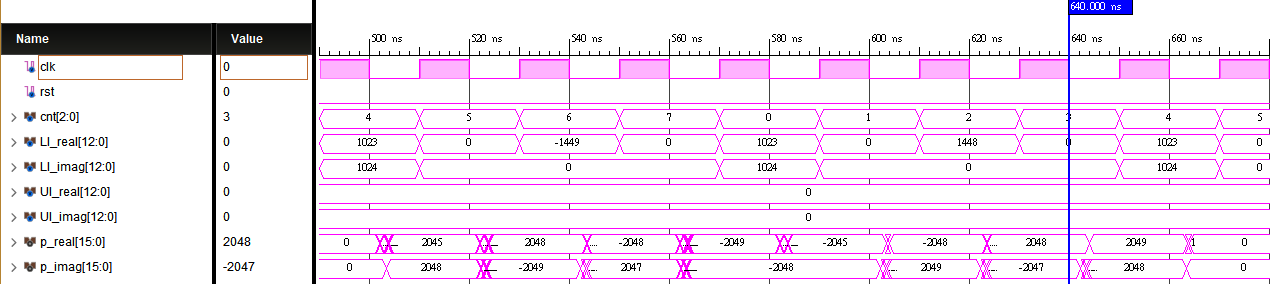 640.000 ns
Name Value 500 ns 520 ns 540 ns 560 ns 580 ns 600 ns 620 ns 640 ns 660 ns
clk 0
rst 0
cnt[2:0] 3 4 5 6 7 0 1 2 3 4 5
LI_real[12:0] 0 1023 0 -1449 0 1023 0 1448 0 1023 0
LI_imag[12:0] 0 1024 0 1024 0 1024 0
UI_real[12:0] 0 0
UI_imag[12:0] 0 0
p_real[15:0] 2048 0 ... 2045 ... 2048 ... -2048 ... -2049 ... -2045 ... -2048 ... 2048 2049 1 0
p_imag[15:0] -2047 0 2048 ... -2049 ... 2047 ... -2048 ... 2049 ... -2047 ... 2048 0